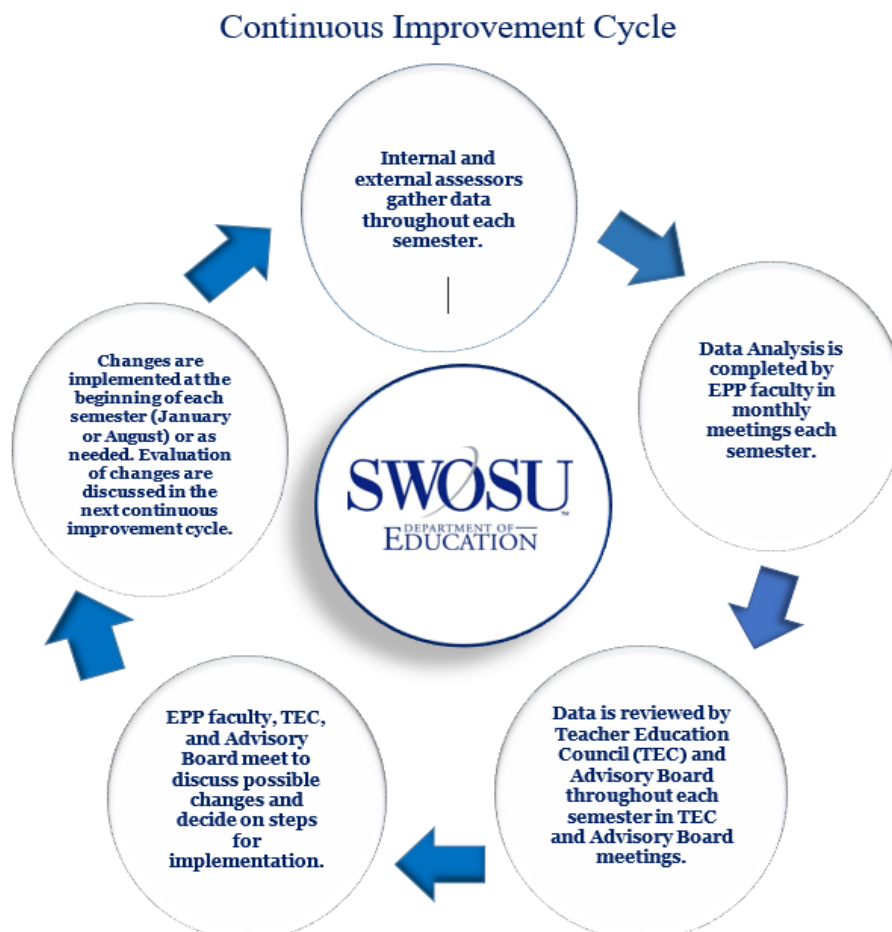 Continuous Improvement Cycle
Internal and
external assessors
gather data
throughout each
semester.
Data Analysis is
completed by
EPP faculty in
monthly
meetings each
semester.
Data is reviewed by
Teacher Education
Council (TEC) and
Advisory Board
throughout each
semester in TEC
and Advisory Board
meetings.
EPP faculty, TEC,
and Advisory
Board meet to
discuss possible
changes and
decide on steps
for
implementation.
Changes are
implemented at the
beginning of each
semester (January
or August) or as
needed. Evaluation
of changes are
discussed in the
next continuous
improvement cycle.
SWOSU™
DEPARTMENT OF
EDUCATION